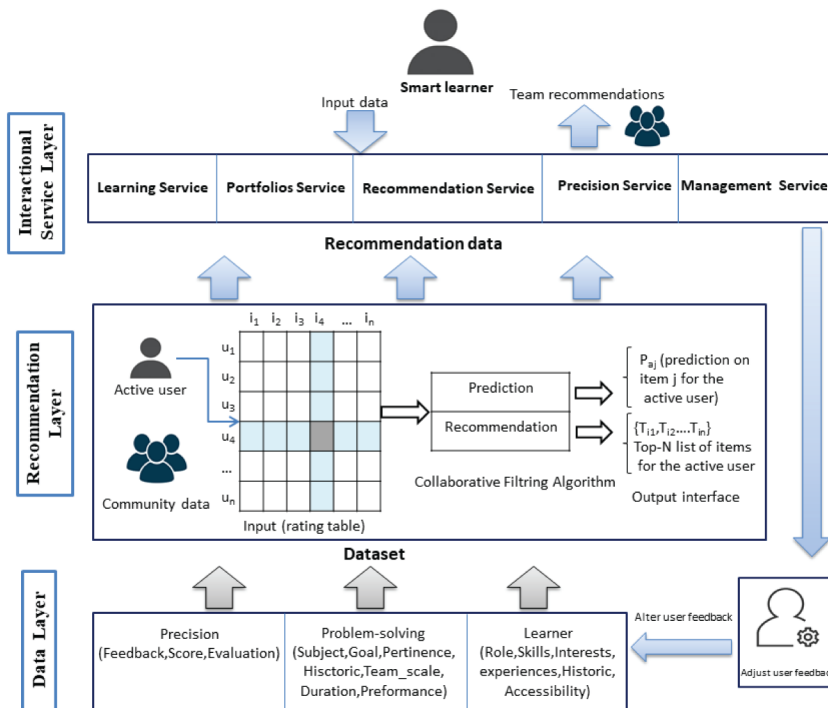 Smart learner
Input data
Team recommendations
Interactional
Service Layer
Learning Service
Portfolios Service
Recommendation Service
Precision Service
Management Service
Recommendation data
Recommendation
Layer
i1 i2 i3 i4 ... in
u1
u2
u3
u4
...
un
Active user
Community data
Input (rating table)
Prediction
Recommendation
Collaborative Filtring Algorithm
Paj (prediction on
item j for the
active user)
{Ti1,Ti2....Tin}
Top-N list of items
for the active user
Output interface
Dataset
Data Layer
Precision
(Feedback,Score,Evaluation)
Problem-solving
(Subject,Goal,Pertinence,
Hisctoric,Team_scale,
Duration,Preformance)
Learner
(Role,Skills,Interests,
experiences,Historic,
Accessibility)
Alter user feedback
Adjust user feedback